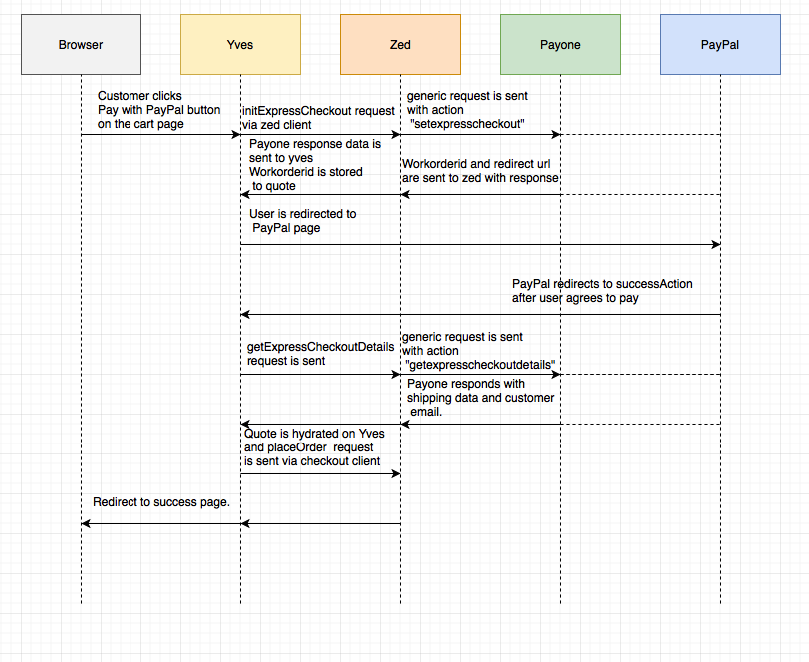 Browser
Yves
Zed
Payone
PayPal
Customer clicks
Pay with PayPal button
on the cart page
initExpressCheckout request
via zed client
generic request is sent
with action
"setexpresscheckout"
Payone response data is
sent to yves
Workorderid is stored
to quote
Workorderid and redirect url
are sent to zed with response
User is redirected to
PayPal page
PayPal redirects to successAction
after user agrees to pay
getExpressCheckoutDetails
request is sent
generic request is sent
with action
"getexpresscheckoutdetails"
Payone responds with
shipping data and customer
email.
Quote is hydrated on Yves
and placeOrder request
is sent via checkout client
Redirect to success page.